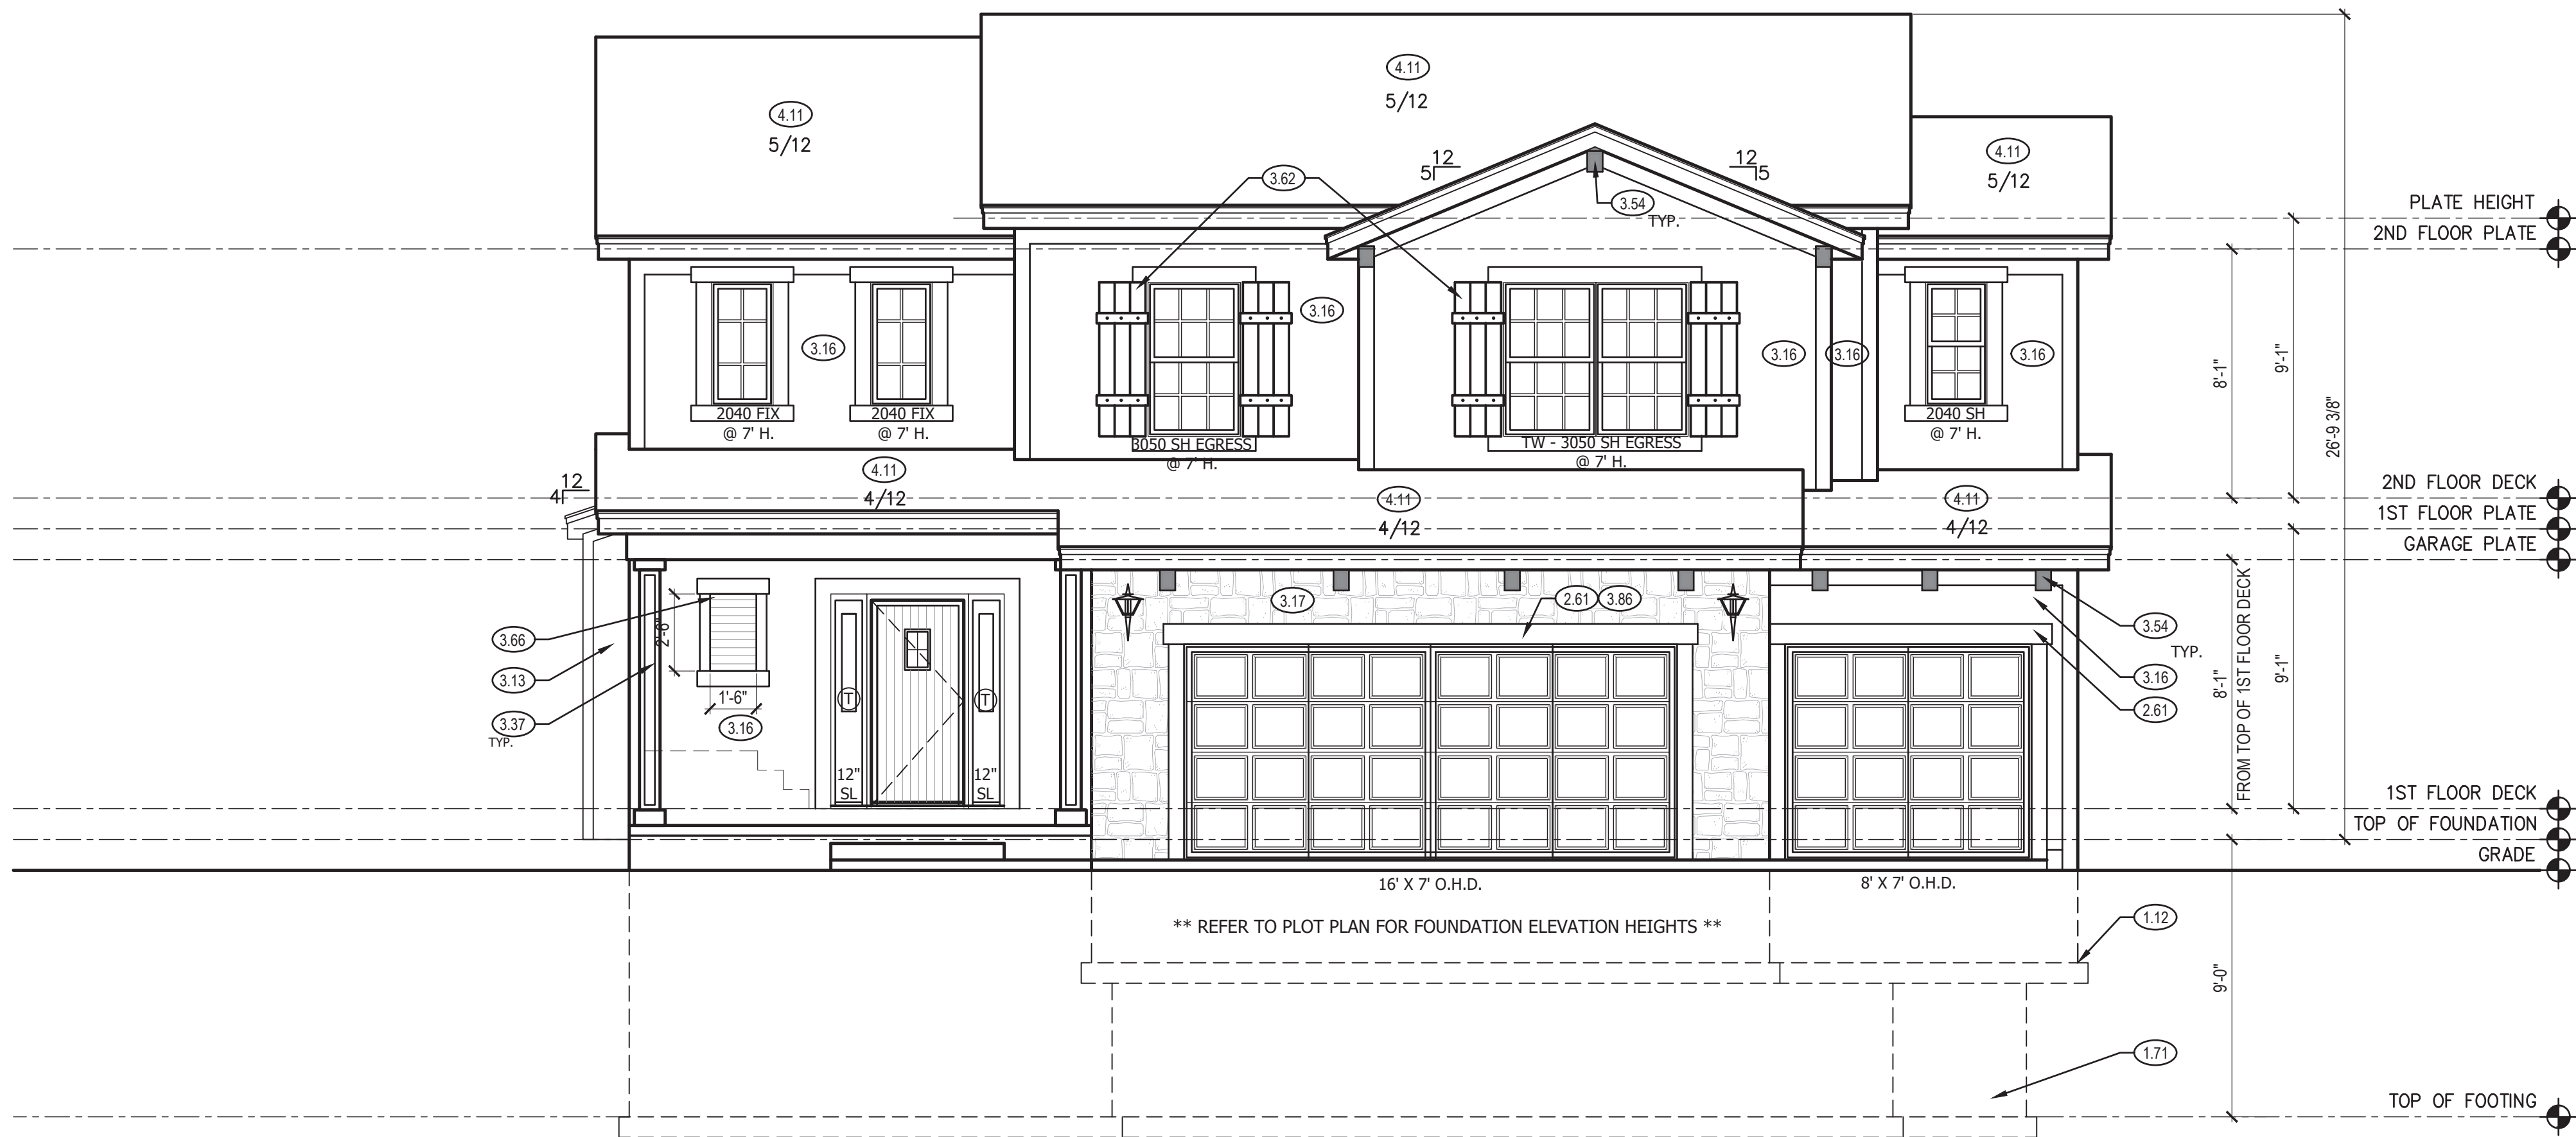 4.11
5/12
4.11
5/12
4.11
5/12
12
5
12
5
3.62
3.54
TYP.
PLATE HEIGHT
2ND FLOOR PLATE
3.16
3.16
3.16
3.16
3.16
2040 FIX
@ 7' H.
2040 FIX
@ 7' H.
3050 SH EGRESS
@ 7' H.
TW - 3050 SH EGRESS
@ 7' H.
2040 SH
@ 7' H.
8'-1"
9'-1"
26'-9 3/8"
12
4
4.11
4/12
4.11
4/12
4.11
4/12
2ND FLOOR DECK
1ST FLOOR PLATE
GARAGE PLATE
3.66
3.13
3.37
TYP.
2'-6"
1'-6"
3.16
T
T
12"
SL
12"
SL
3.17
2.61
3.86
3.54
TYP.
3.16
2.61
8'-1"
FROM TOP OF 1ST FLOOR DECK
9'-1"
1ST FLOOR DECK
TOP OF FOUNDATION
GRADE
16' X 7' O.H.D.
8' X 7' O.H.D.
** REFER TO PLOT PLAN FOR FOUNDATION ELEVATION HEIGHTS **
1.12
9'-0"
1.71
TOP OF FOOTING